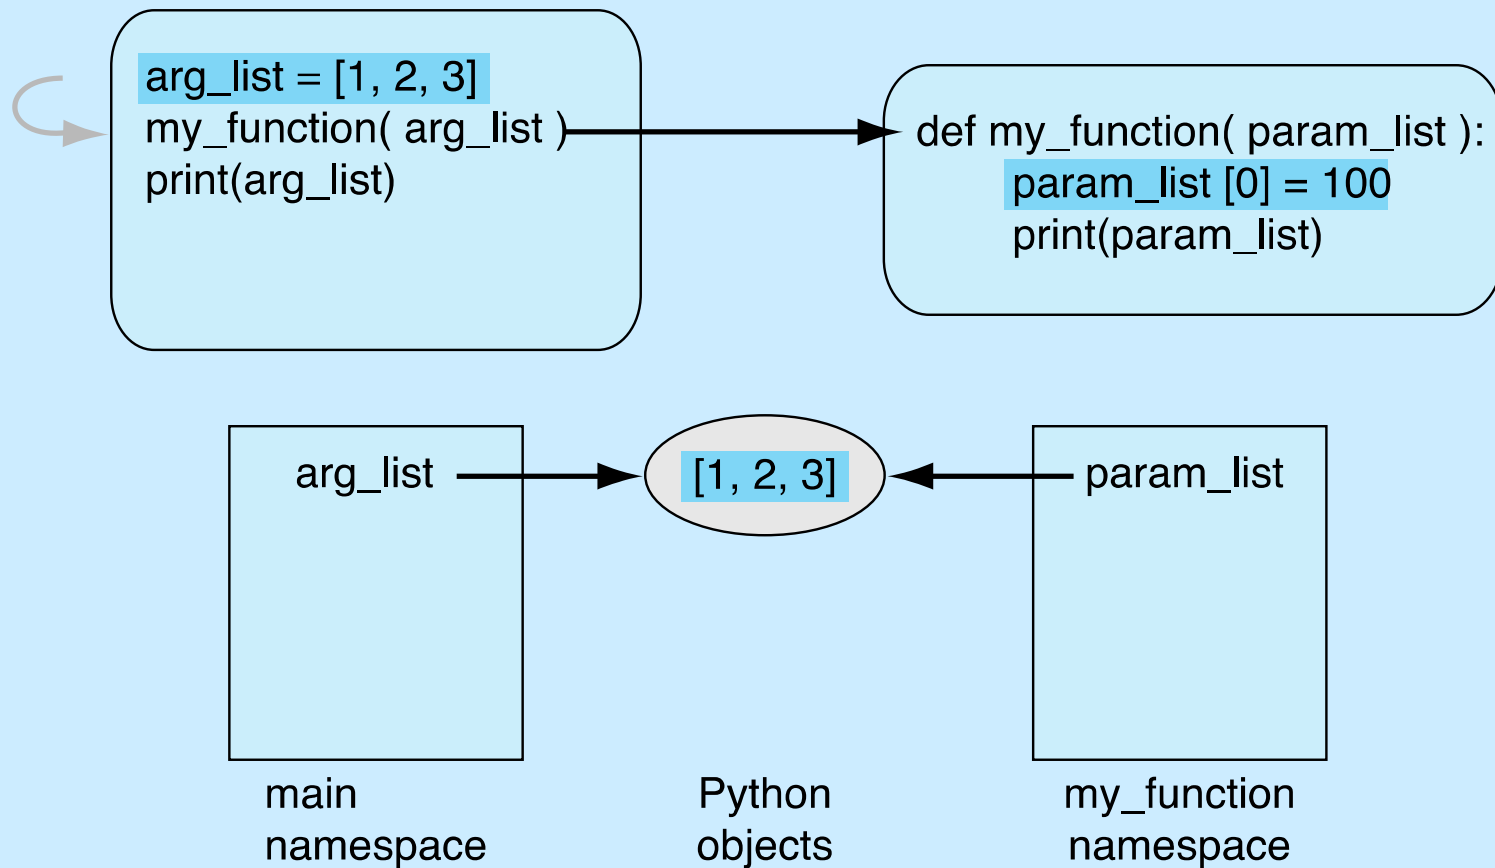 arg_list = [1, 2, 3]
my_function( arg_list )
print(arg_list)
def my_function( param_list ):
param_list [0] = 100
print(param_list)
arg_list
[1, 2, 3]
param_list
main
namespace
Python
objects
my_function
namespace